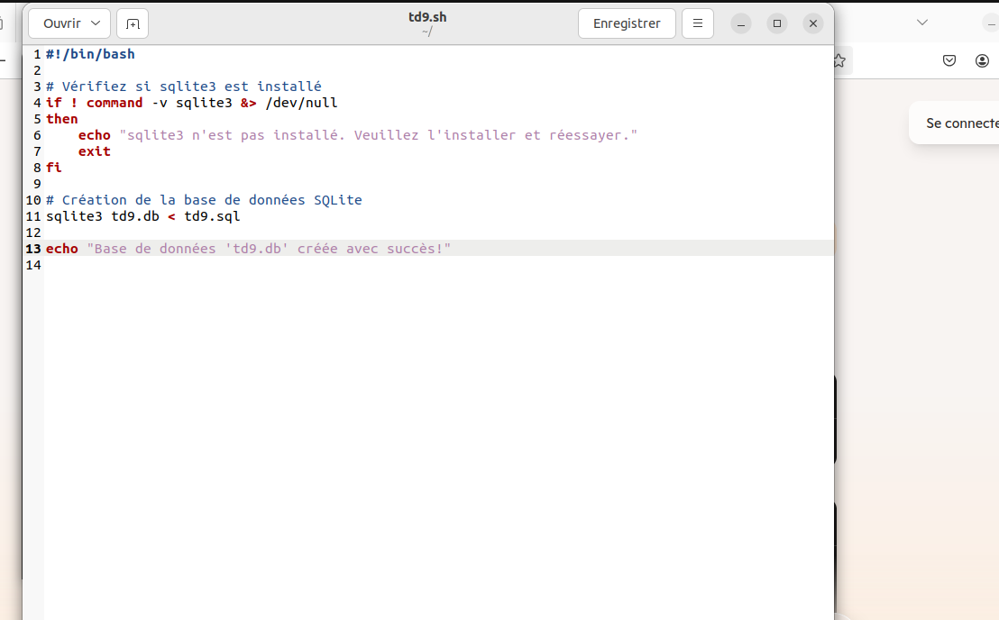 Ouvrir
td9.sh
~/
Enregistrer
1 #!/bin/bash
2
3 # Vérifiez si sqlite3 est installé
4 if ! command -v sqlite3 &> /dev/null
5 then
6     echo "sqlite3 n'est pas installé. Veuillez l'installer et réessayer."
7     exit
8 fi
9
10 # Création de la base de données SQLite
11 sqlite3 td9.db < td9.sql
12
13 echo "Base de données 'td9.db' créée avec succès!"
14
Se connecte